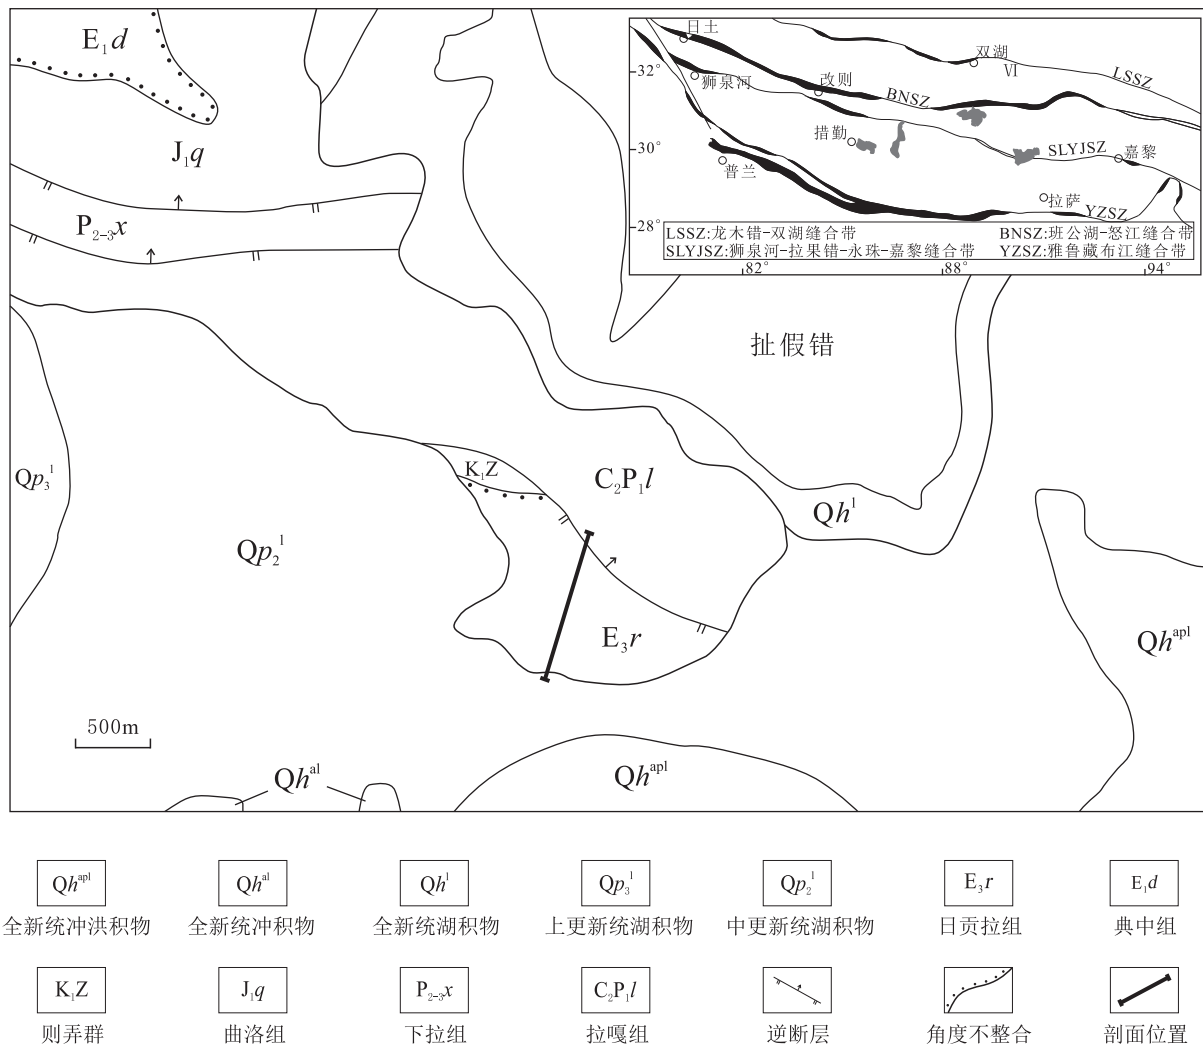 E₁d
J₁q
P₂₋₃x
Qp₃ˡ
Qp₂ˡ
K₁Z
C₂P₁l
E₃r
Qhˡ
扯假错
Qhᵃᵖˡ
Qhᵃᵖˡ
Qhᵃˡ
500m
日土
双湖
VI
LSSZ
32°
狮泉河
改则
BNSZ
措勤
30°
SLYJSZ
嘉黎
普兰
拉萨
YZSZ
28°
LSSZ:龙木错-双湖缝合带 BNSZ:班公湖-怒江缝合带
SLYJSZ:狮泉河-拉果错-永珠-嘉黎缝合带 YZSZ:雅鲁藏布江缝合带
82° 88° 94°
Qhᵃᵖˡ Qhᵃˡ Qhˡ Qp₃ˡ Qp₂ˡ E₃r E₁d
全新统冲洪积物 全新统冲积物 全新统湖积物 上更新统湖积物 中更新统湖积物 日贡拉组 典中组
K₁Z J₁q P₂₋₃x C₂P₁l
则弄群 曲洛组 下拉组 拉嘎组 逆断层 角度不整合 剖面位置